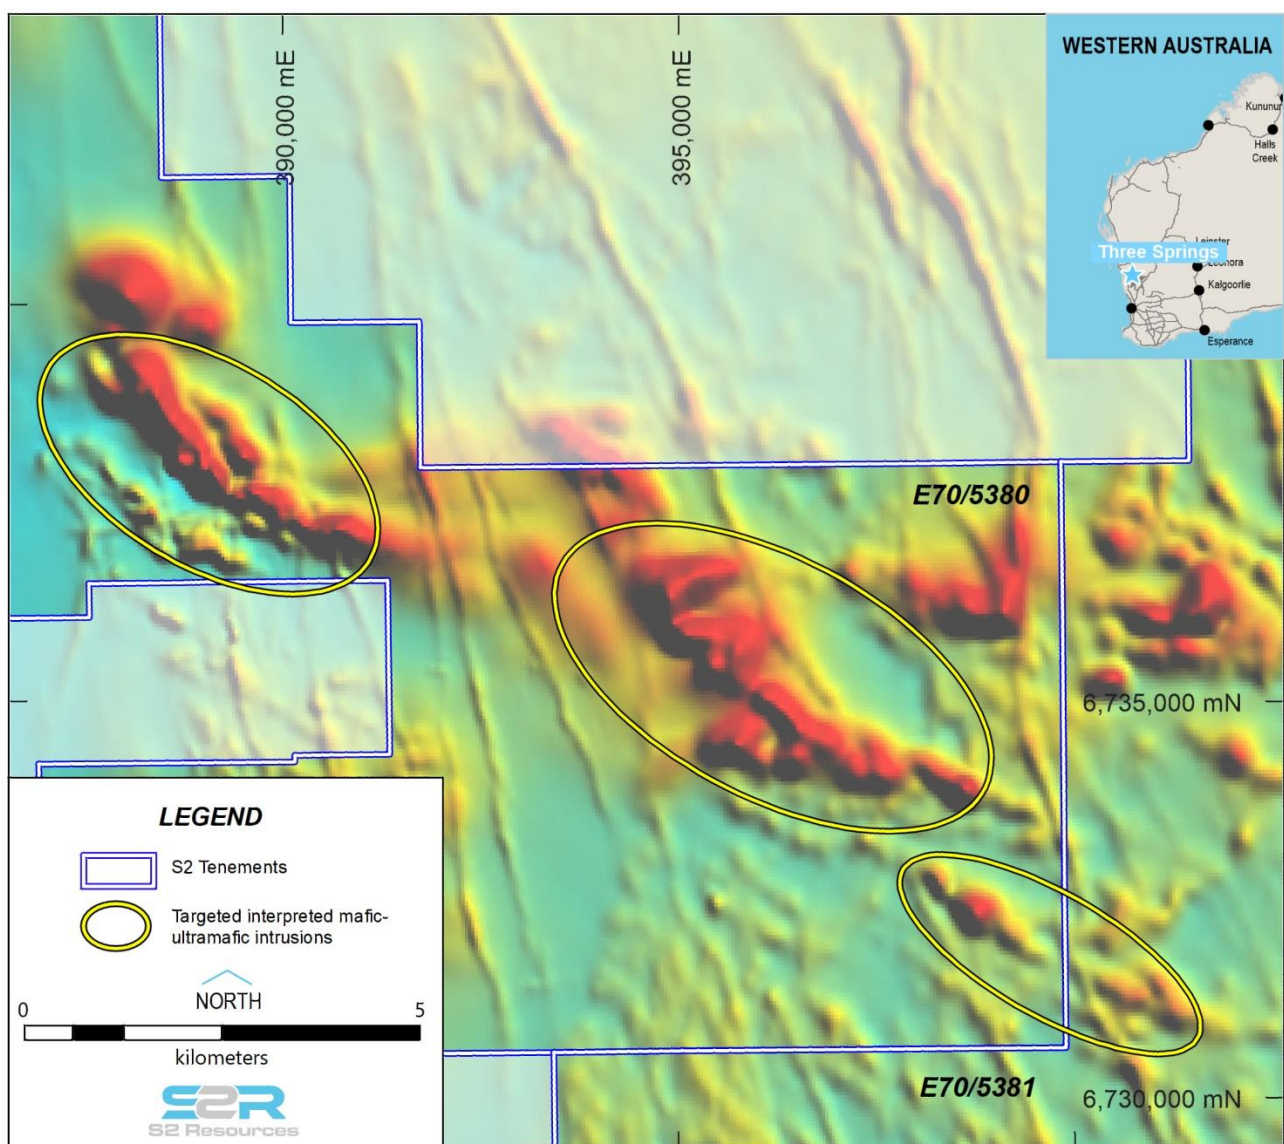 390,000 mE
395,000 mE
WESTERN AUSTRALIA
Halls
Creek
Three Springs
Kalgoorlie
Esperance
E70/5380
6,735,000 mN
LEGEND
S2 Tenements
Targeted interpreted mafic-
ultramafic intrusions
NORTH
0 5
kilometers
S2R
S2 Resources
E70/5381
6,730,000 mN